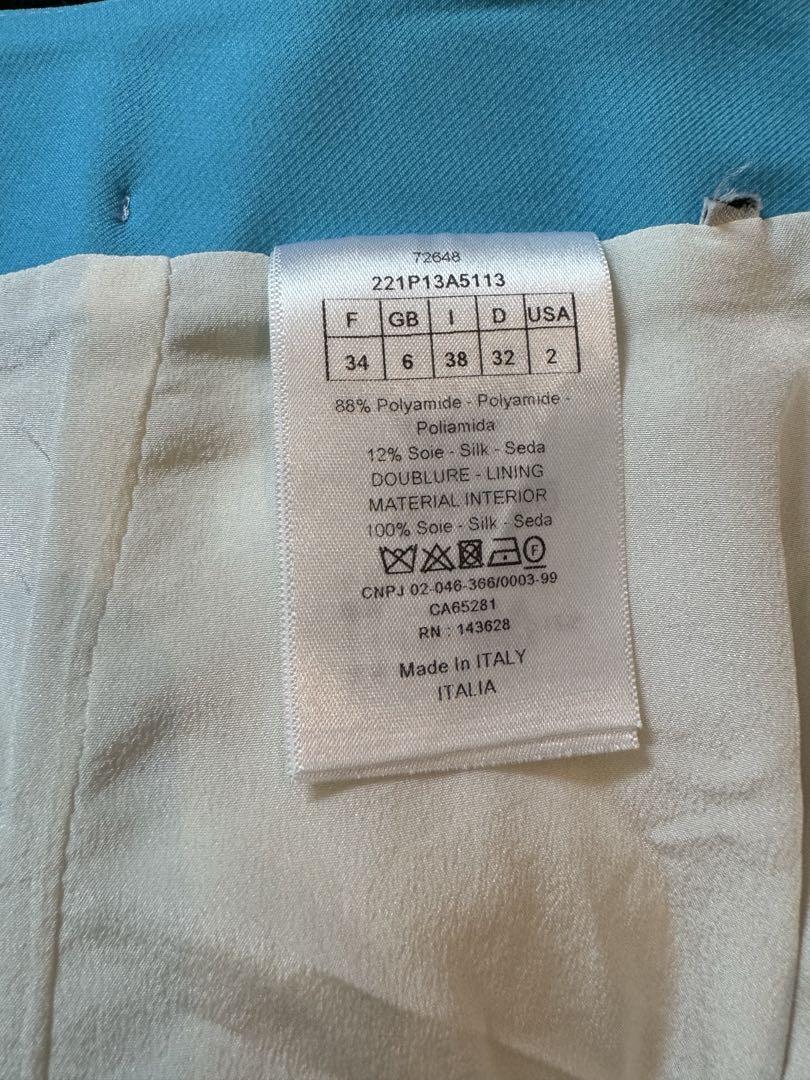 72648
221P13A5113
F GB I D USA
34 6 38 32 2
88% Polyamide - Polyamide -
Poliamida
12% Soie - Silk - Seda
DOUBLURE - LINING
MATERIAL INTERIOR
100% Soie - Silk - Seda
F
CNPJ 02-046-366/0003-99
CA65281
RN : 143628
Made In ITALY
ITALIA